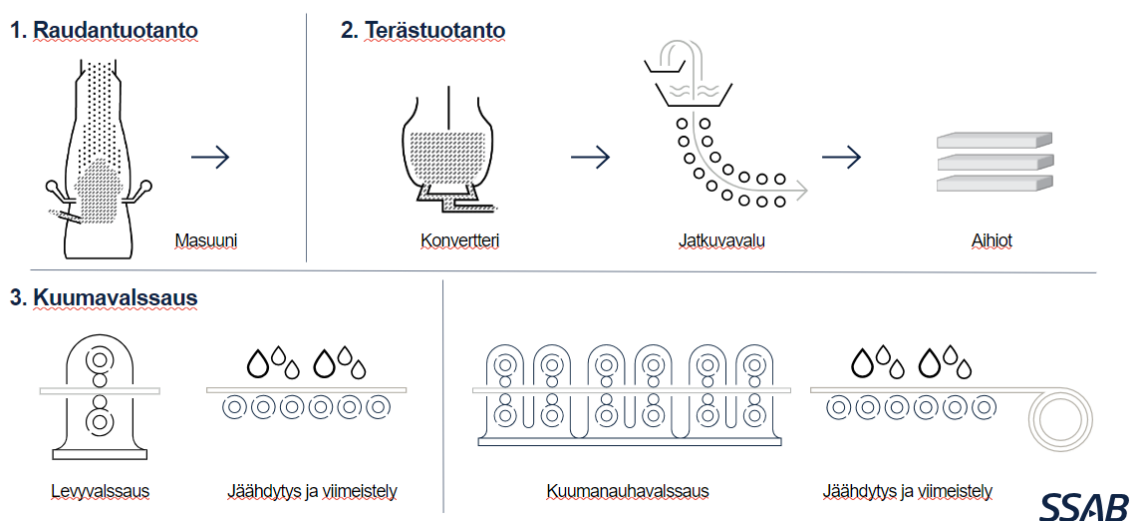 1. Raudantuotanto
2. Terästuotanto
Masuuni
Konvertteri
Jatkuvavalu
Aihiot
3. Kuumavalssaus
Levyvalssaus
Jäähdytys ja viimeistely
Kuumanauhavalssaus
Jäähdytys ja viimeistely
SSAB